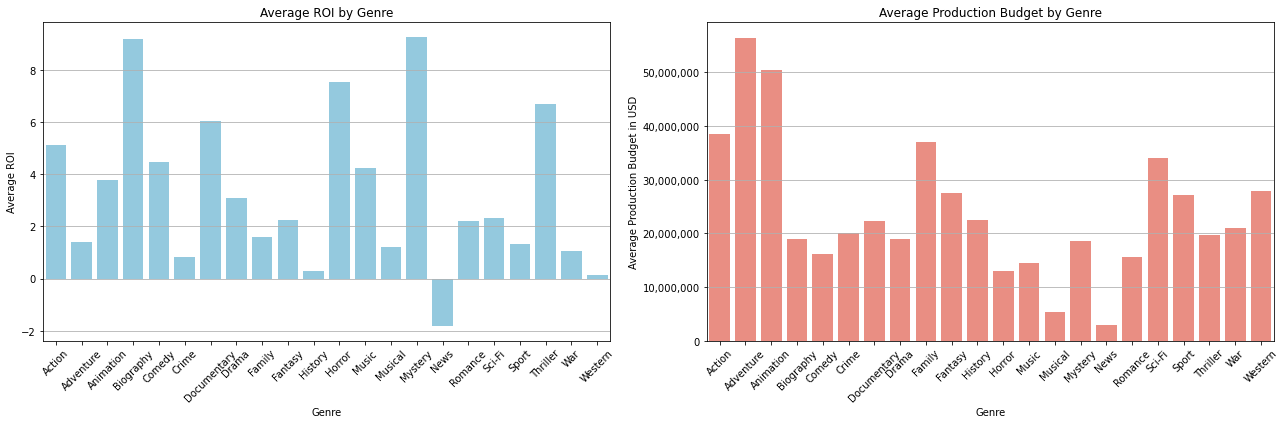 Average ROI by Genre
Average ROI
8
6
4
2
0
−2
Action
Adventure
Animation
Biography
Comedy
Crime
Documentary
Drama
Family
Fantasy
History
Horror
Music
Musical
Mystery
News
Romance
Sci-Fi
Sport
Thriller
War
Western
Genre
Average Production Budget by Genre
Average Production Budget in USD
50,000,000
40,000,000
30,000,000
20,000,000
10,000,000
0
Action
Adventure
Animation
Biography
Comedy
Crime
Documentary
Drama
Family
Fantasy
History
Horror
Music
Musical
Mystery
News
Romance
Sci-Fi
Sport
Thriller
War
Western
Genre